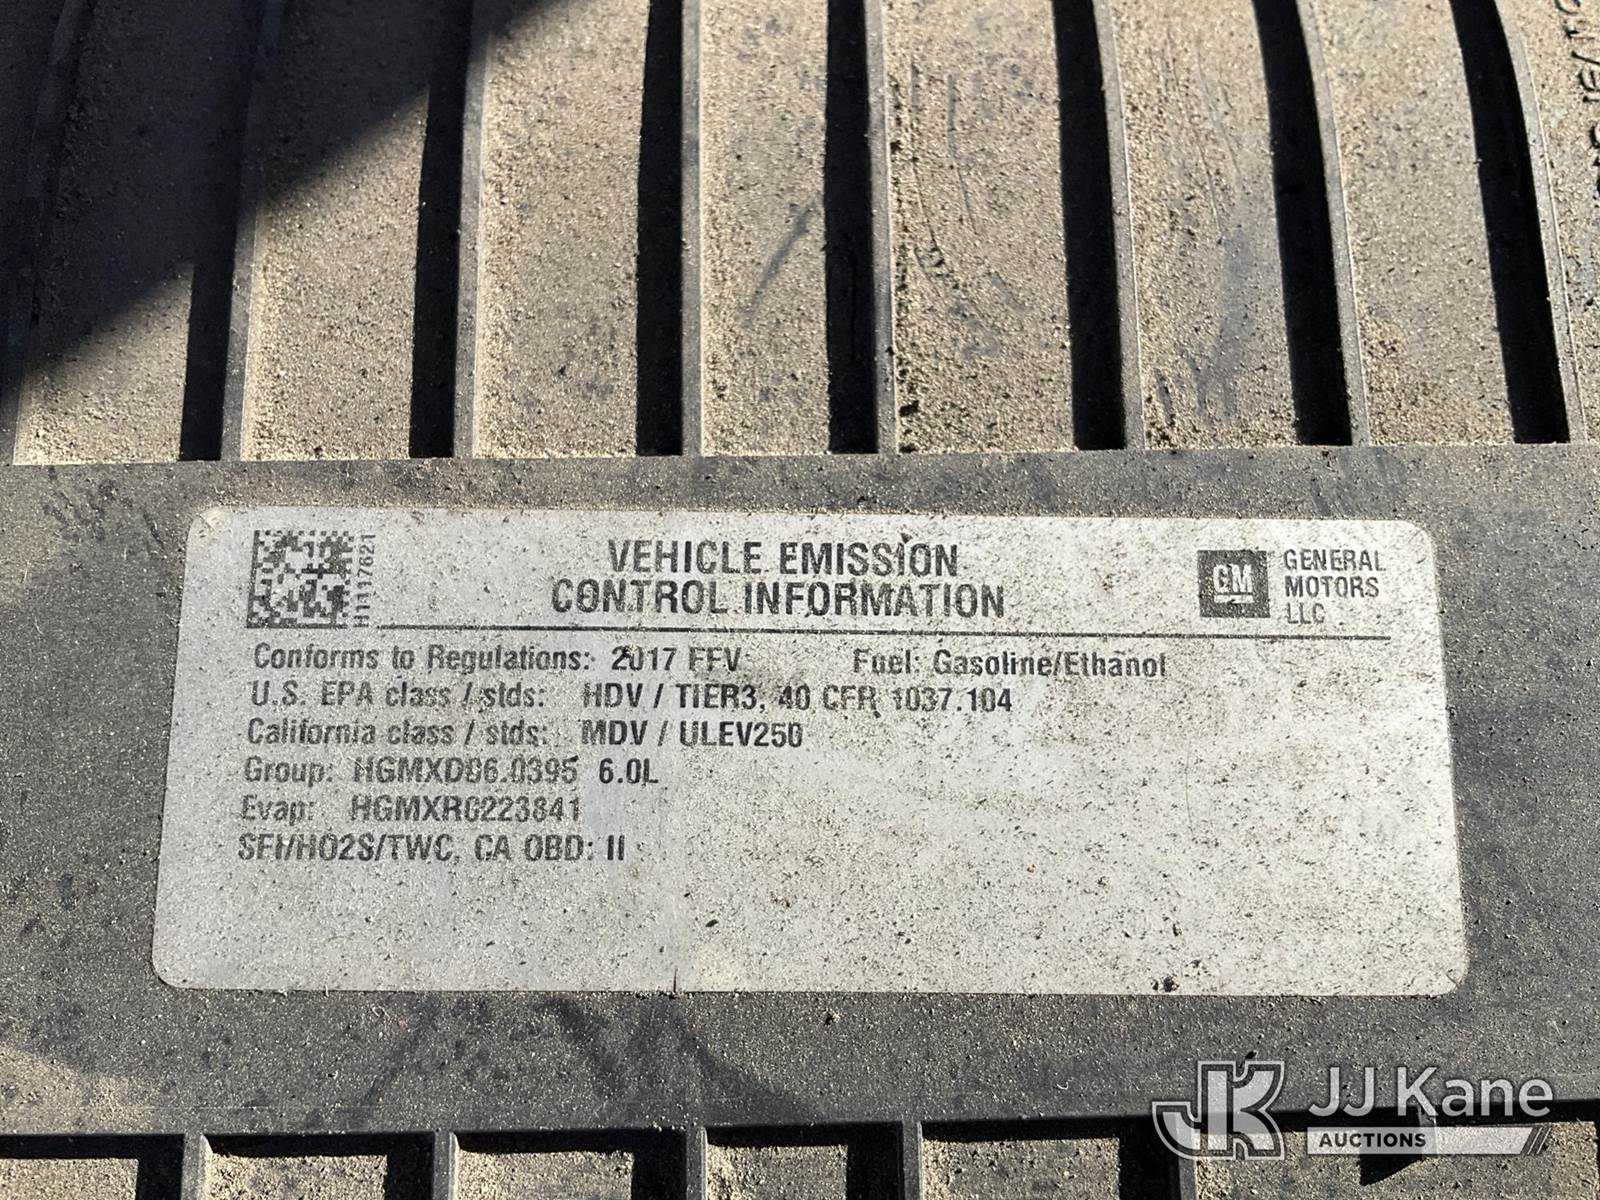 VEHICLE EMISSION
CONTROL INFORMATION
H1117621
GM
GENERAL
MOTORS
LLC
Conforms to Regulations: 2017 FFV Fuel: Gasoline/Ethanol
U.S. EPA class / stds: HDV / TIER3, 40 CFR 1037.104
California class / stds: MDV / ULEV250
Group: HGMXD06.0395 6.0L
Evap: HGMXR0223841
SFI/HO2S/TWC, CA OBD: II
JK
JJ Kane
AUCTIONS